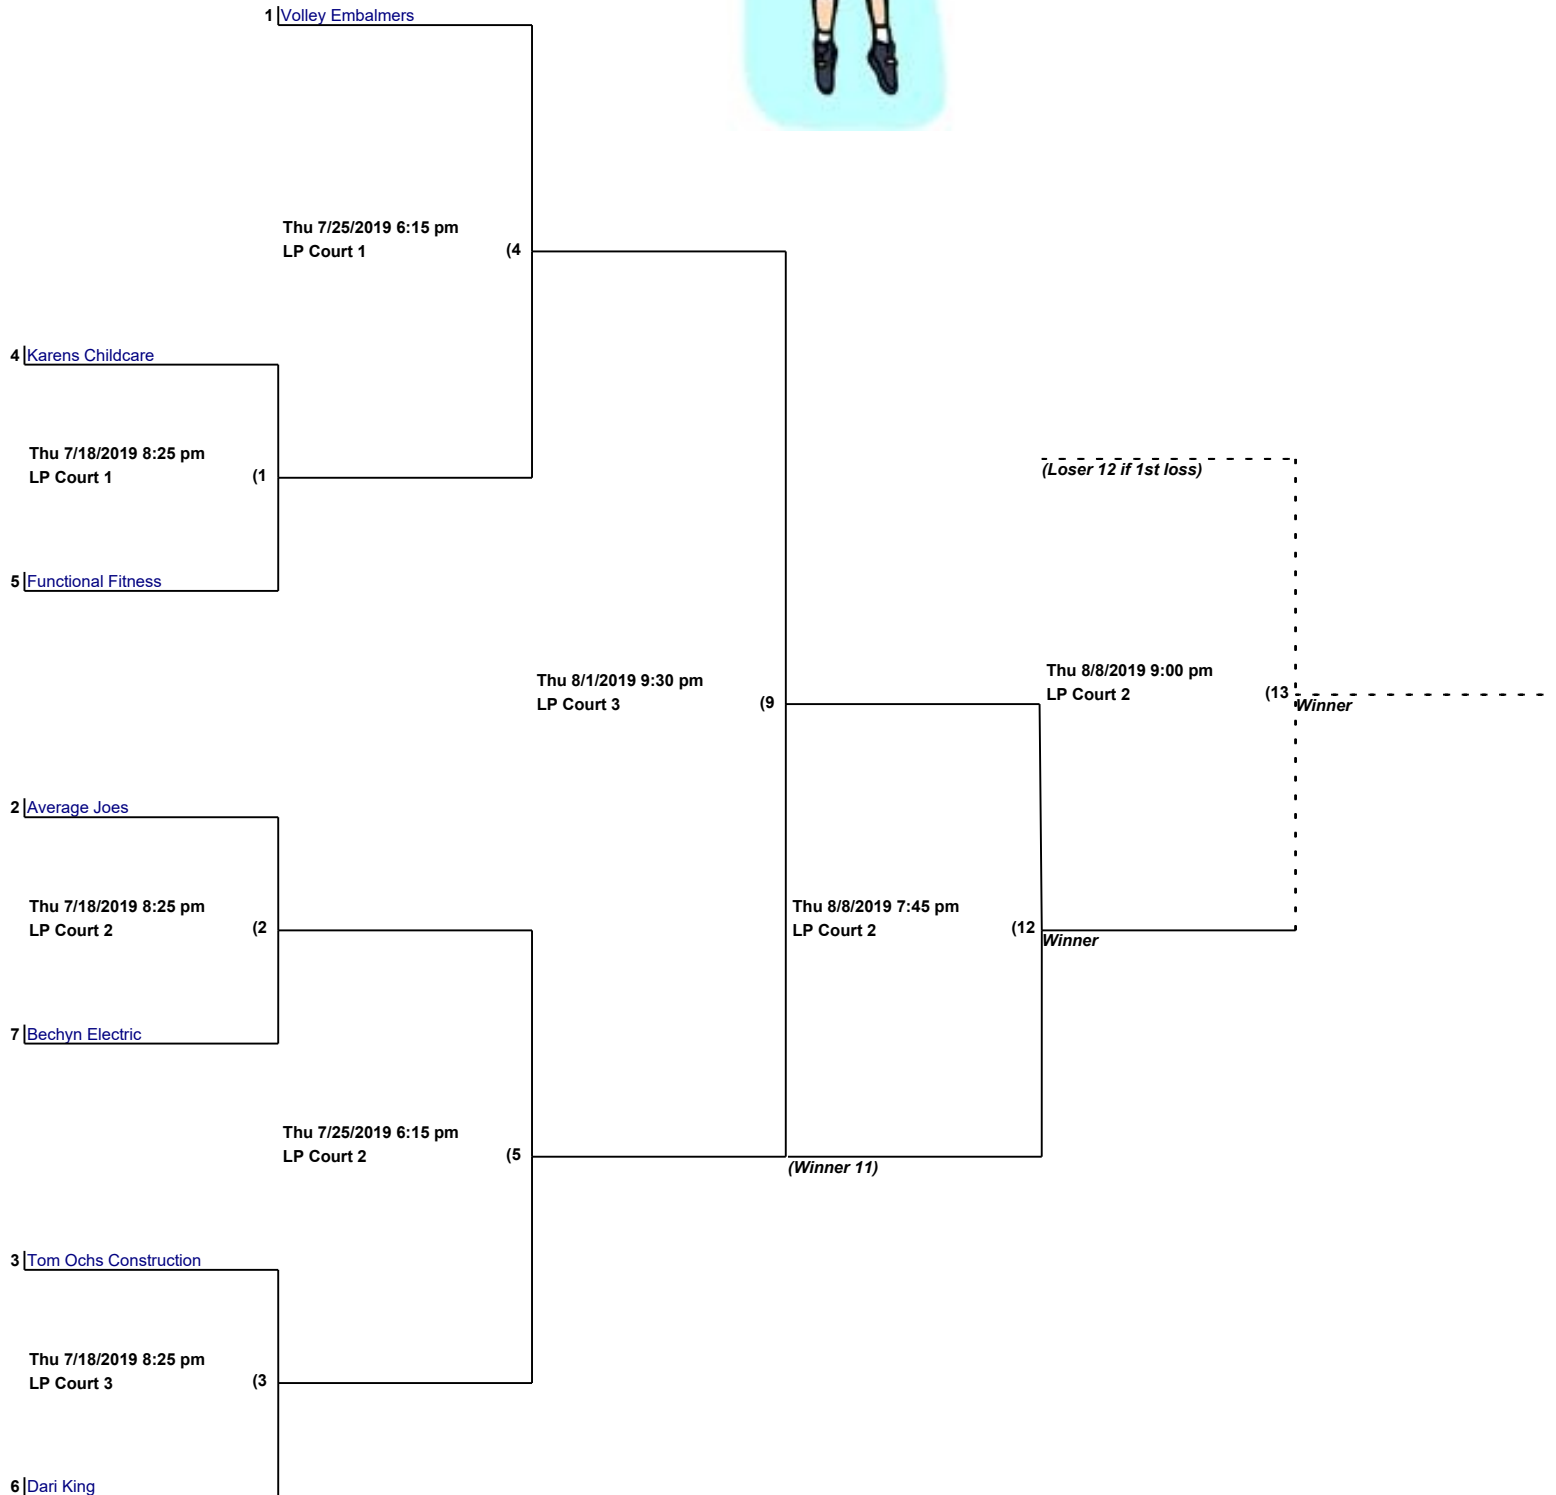 1 Volley Embalmers
Thu 7/25/2019 6:15 pm
LP Court 1 (4
4 Karens Childcare
Thu 7/18/2019 8:25 pm
LP Court 1 (1
(Loser 12 if 1st loss)
5 Functional Fitness
Thu 8/1/2019 9:30 pm
LP Court 3 (9
Thu 8/8/2019 9:00 pm
LP Court 2 (13
Winner
2 Average Joes
Thu 7/18/2019 8:25 pm
LP Court 2 (2
Thu 8/8/2019 7:45 pm
LP Court 2 (12
Winner
7 Bechyn Electric
Thu 7/25/2019 6:15 pm
LP Court 2 (5
(Winner 11)
3 Tom Ochs Construction
Thu 7/18/2019 8:25 pm
LP Court 3 (3
6 Dari King